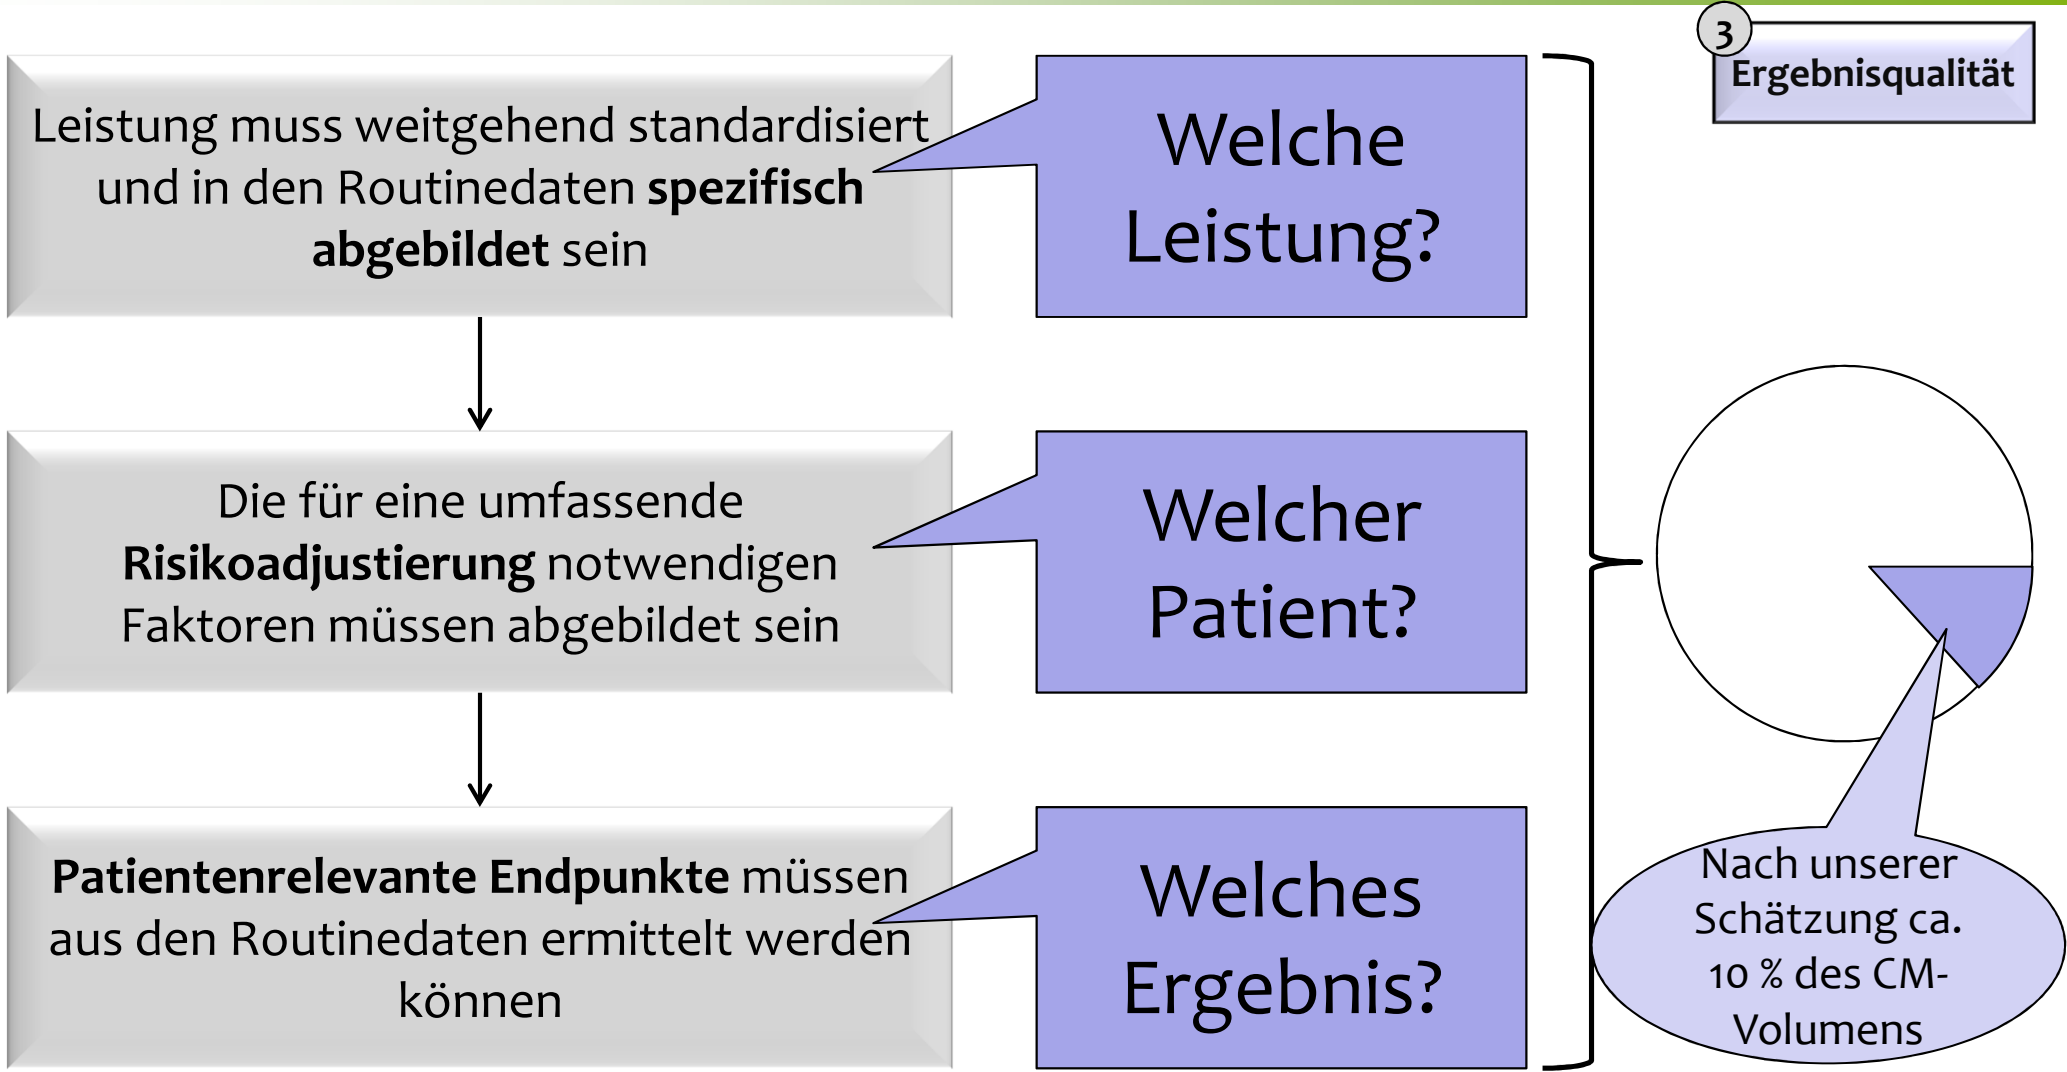 3
Ergebnisqualität
Leistung muss weitgehend standardisiert
und in den Routinedaten spezifisch
abgebildet sein
Welche
Leistung?
Die für eine umfassende
Risikoadjustierung notwendigen
Faktoren müssen abgebildet sein
Welcher
Patient?
Patientenrelevante Endpunkte müssen
aus den Routinedaten ermittelt werden
können
Welches
Ergebnis?
Nach unserer
Schätzung ca.
10 % des CM-
Volumens